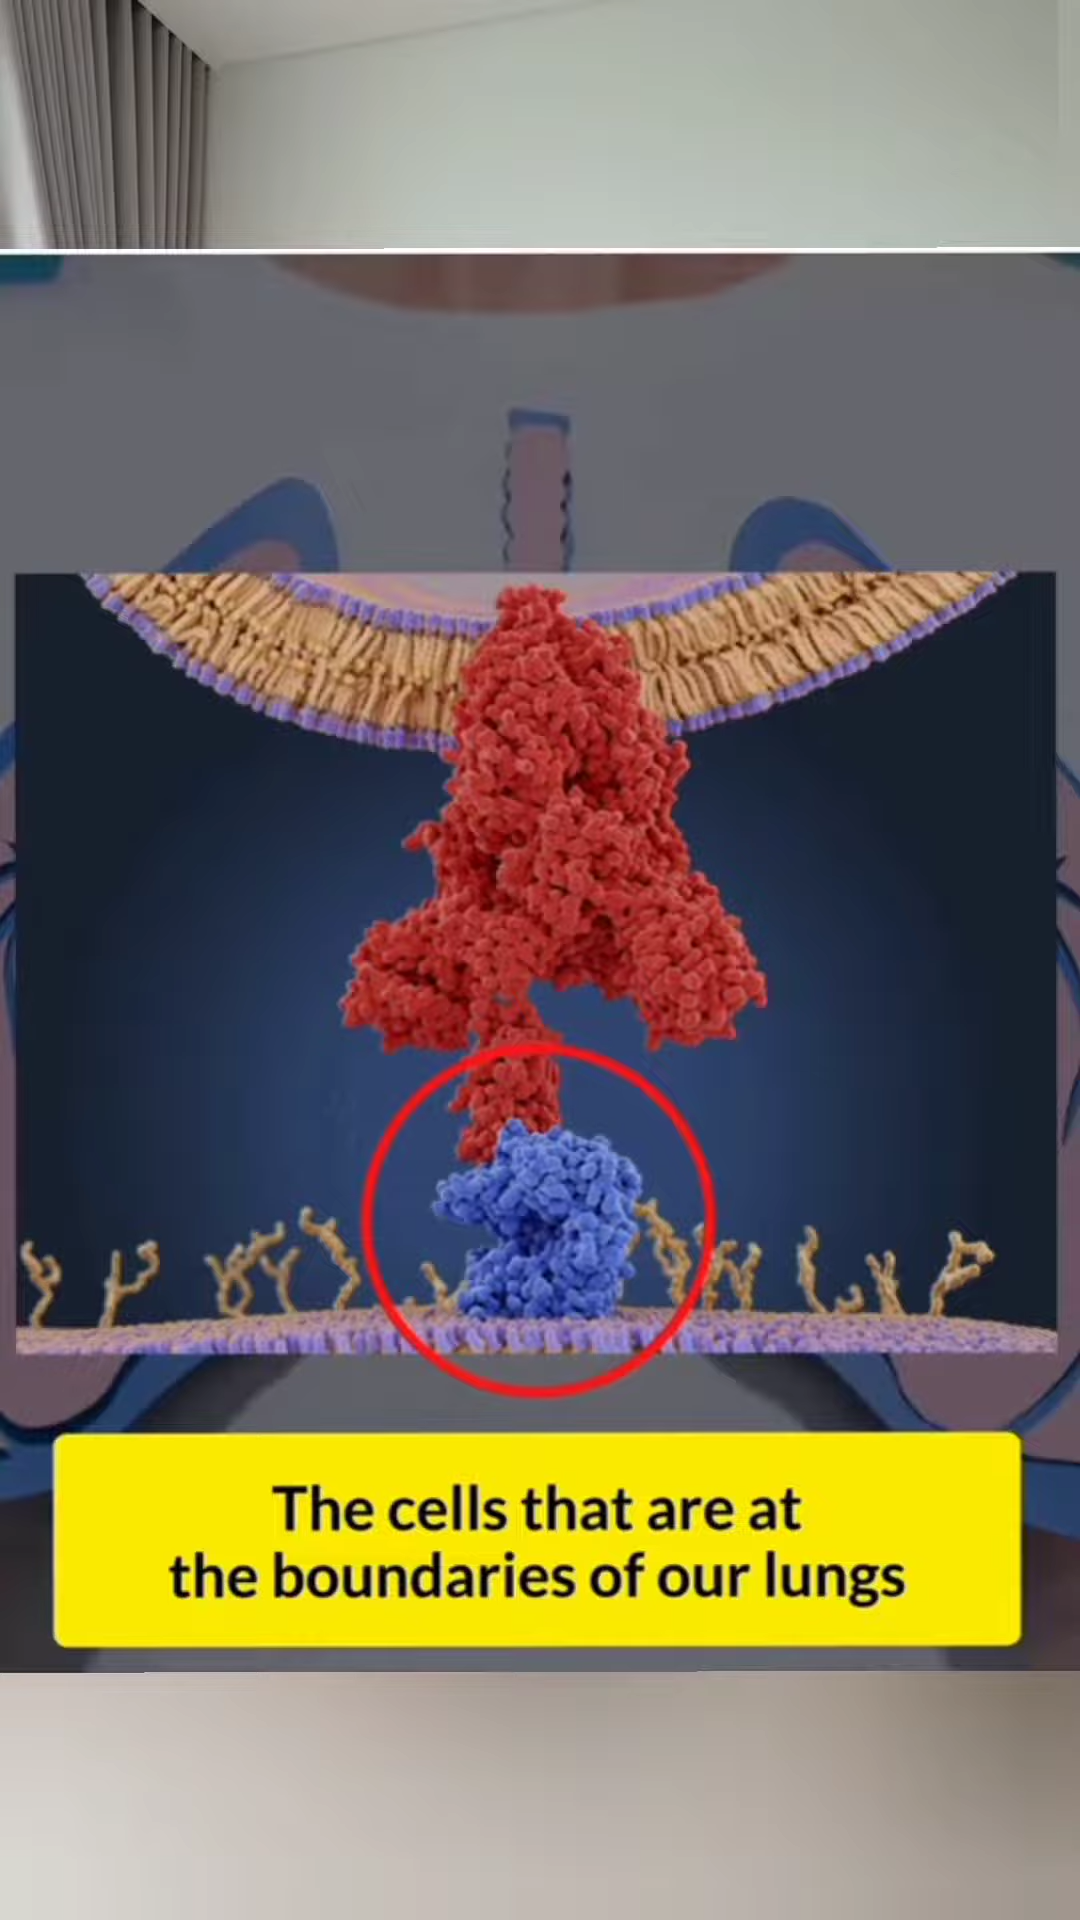 The cells that are at
the boundaries of our lungs